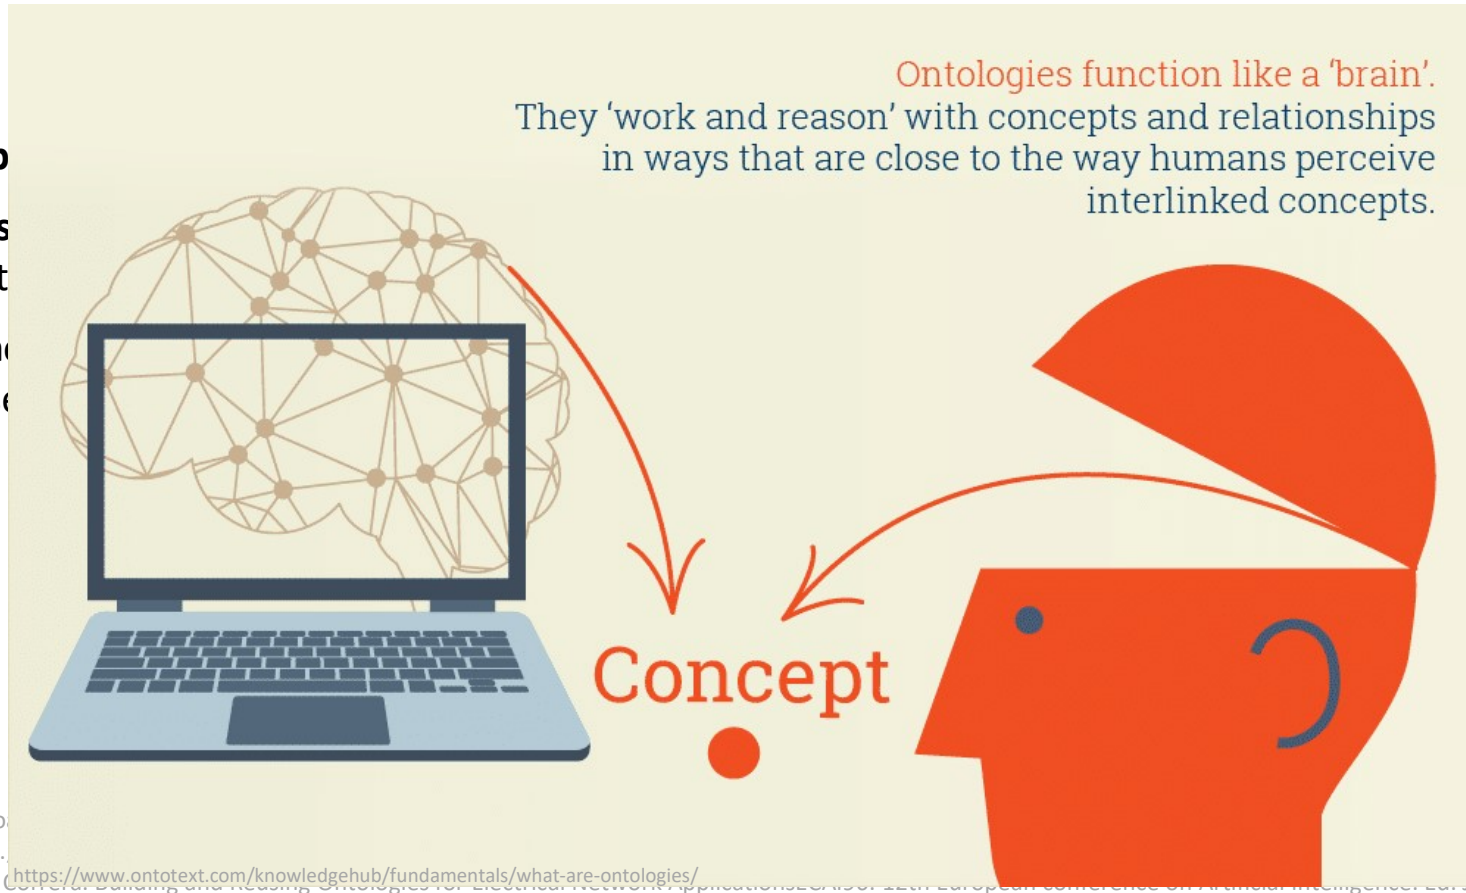 Ontologies function like a ‘brain’.
They ‘work and reason’ with concepts and relationships
in ways that are close to the way humans perceive
interlinked concepts.
Concept
https://www.ontotext.com/knowledgehub/fundamentals/what-are-ontologies/